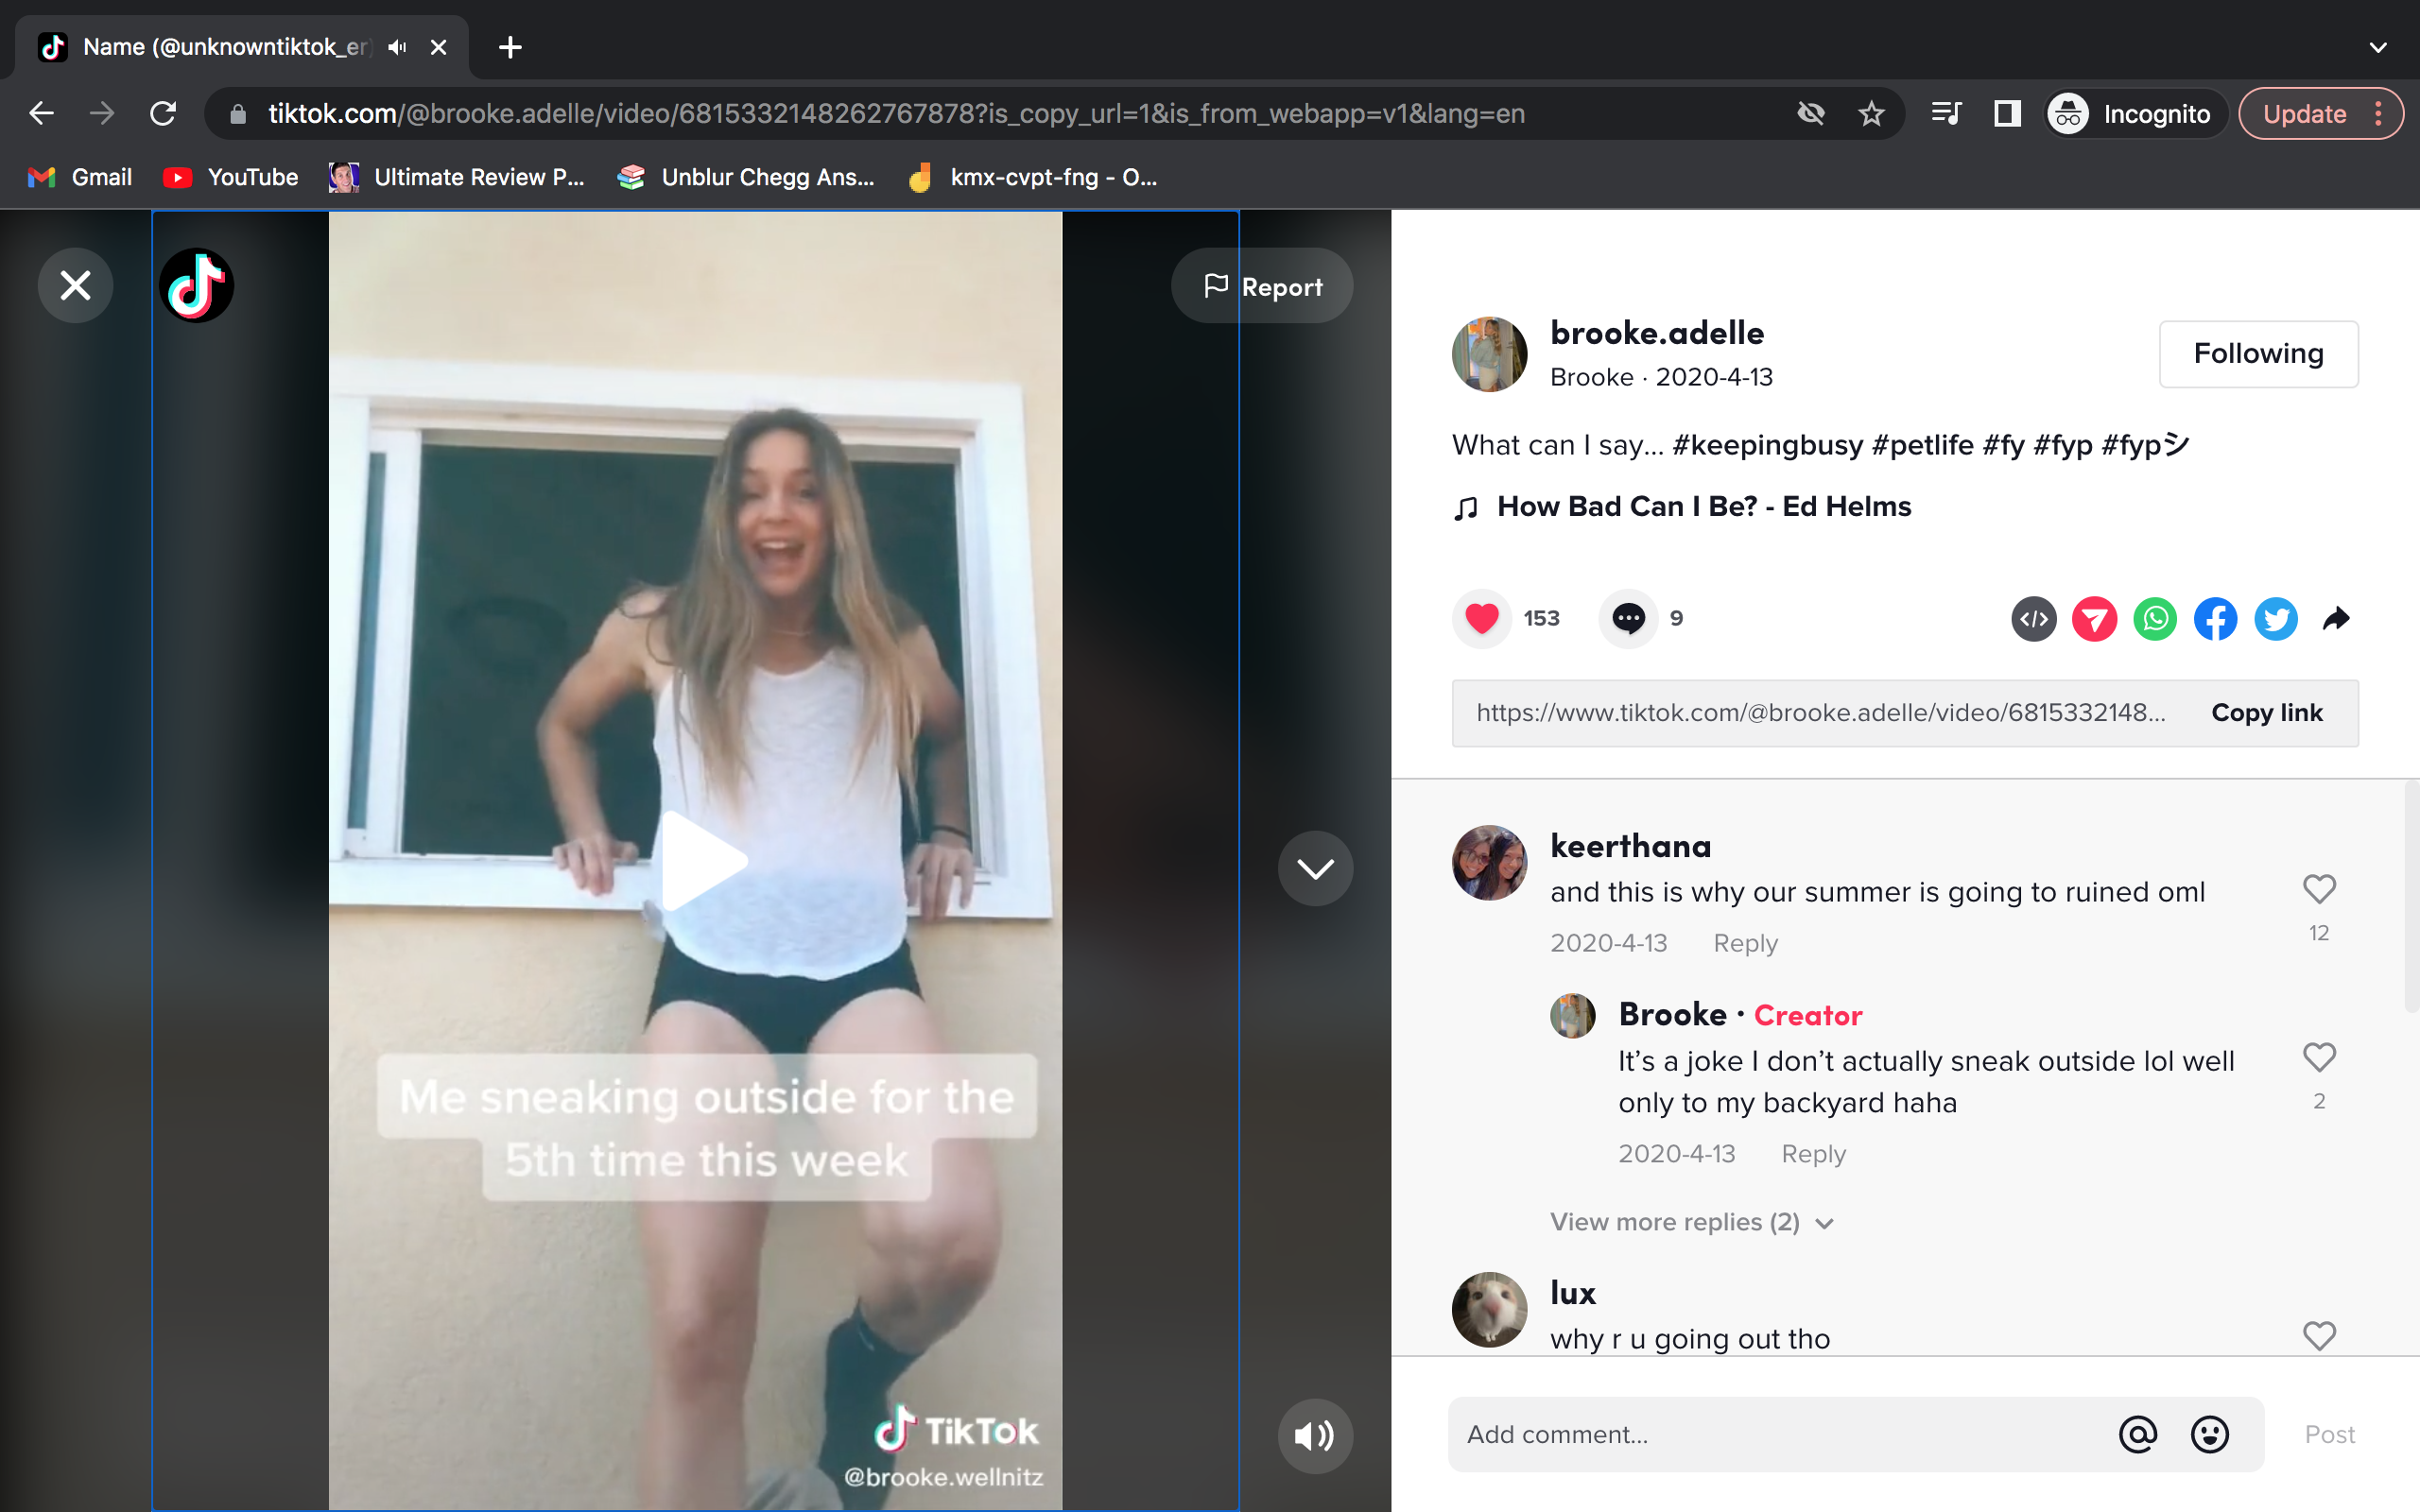 Name (@unknowntiktok_er)
tiktok.com/@brooke.adelle/video/6815332148262767878?is_copy_url=1&is_from_webapp=v1&lang=en
Incognito
Update
Gmail
YouTube
Ultimate Review P...
Unblur Chegg Ans...
kmx-cvpt-fng - O...
Report
Me sneaking outside for the
5th time this week
TikTok
@brooke.wellnitz
brooke.adelle
Brooke · 2020-4-13
Following
What can I say... #keepingbusy #petlife #fy #fyp #fypシ
How Bad Can I Be? - Ed Helms
153
9
https://www.tiktok.com/@brooke.adelle/video/6815332148...
Copy link
keerthana
and this is why our summer is going to ruined oml
12
2020-4-13 Reply
Brooke · Creator
It's a joke I don't actually sneak outside lol well
only to my backyard haha
2
2020-4-13 Reply
View more replies (2)
lux
why r u going out tho
Add comment...
Post